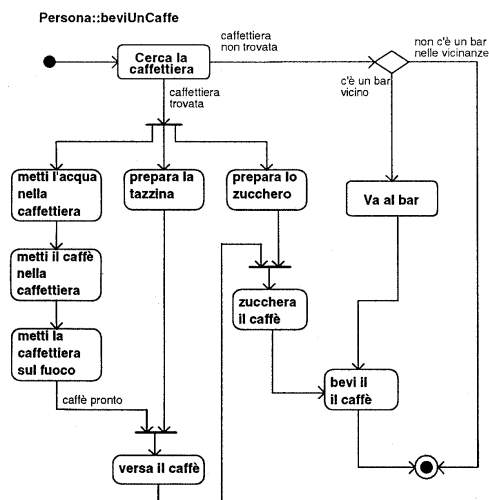 Persona::beviUnCaffe
caffettiera
non trovata
non c'è un bar
nelle vicinanze
Cerca la
caffettiera
c'è un bar
vicino
caffettiera
trovata
metti l'acqua
nella
caffettiera
prepara la
tazzina
prepara lo
zucchero
Va al bar
metti il caffè
nella
caffettiera
zucchera
il caffè
metti la
caffettiera
sul fuoco
bevi il
il caffè
caffè pronto
versa il caffè